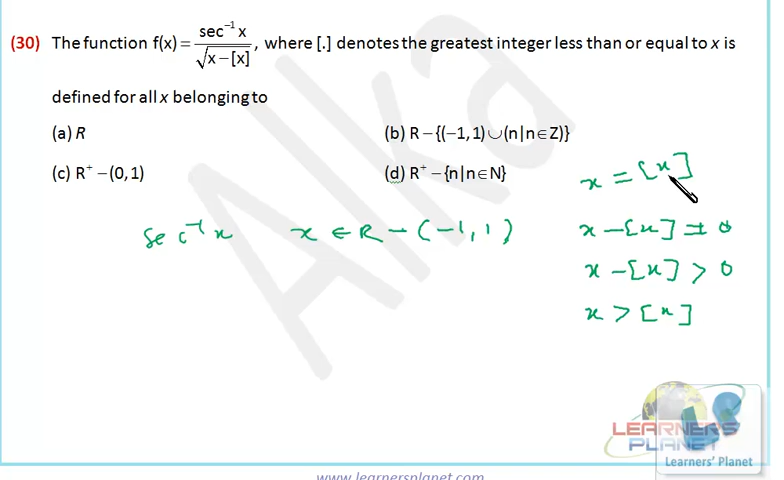 (30) The function f(x) = sec⁻¹ x / √(x – [x]), where [.] denotes the greatest integer less than or equal to x is
defined for all x belonging to
(a) R (b) R – {(–1, 1) ∪ (n|n∈Z)}
(c) R⁺ – (0, 1) (d) R⁺ – {n|n∈N}
x = [x]
sec⁻¹ x x ∈ R – (–1, 1) x – [x] ≠ 0
x – [x] > 0
x > [x]
Alka
LEARNERS
PLANET
Learners' Planet
www.learnersplanet.com